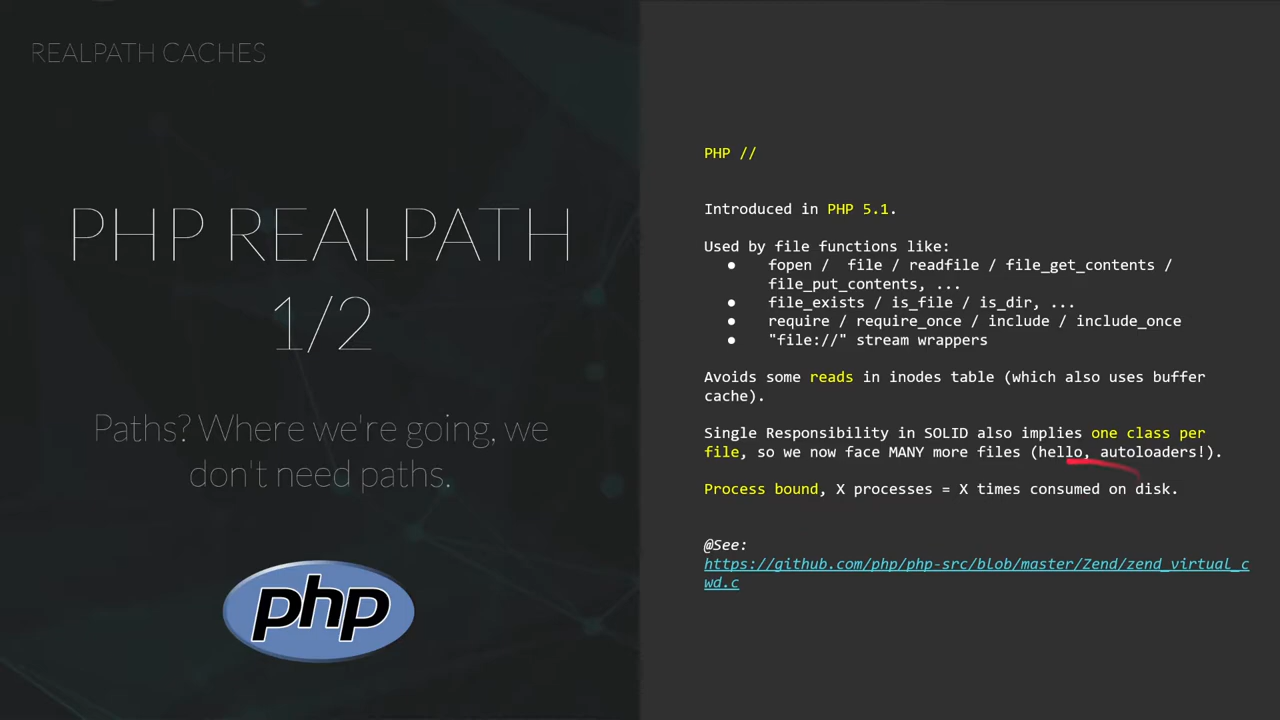 REALPATH CACHES
PHP REALPATH
1/2
Paths? Where we're going, we
don't need paths.
php
PHP //
Introduced in PHP 5.1.
Used by file functions like:
● fopen /  file / readfile / file_get_contents /
file_put_contents, ...
● file_exists / is_file / is_dir, ...
● require / require_once / include / include_once
● "file://" stream wrappers
Avoids some reads in inodes table (which also uses buffer
cache).
Single Responsibility in SOLID also implies one class per
file, so we now face MANY more files (hello, autoloaders!).
Process bound, X processes = X times consumed on disk.
@See:
https://github.com/php/php-src/blob/master/Zend/zend_virtual_c
wd.c